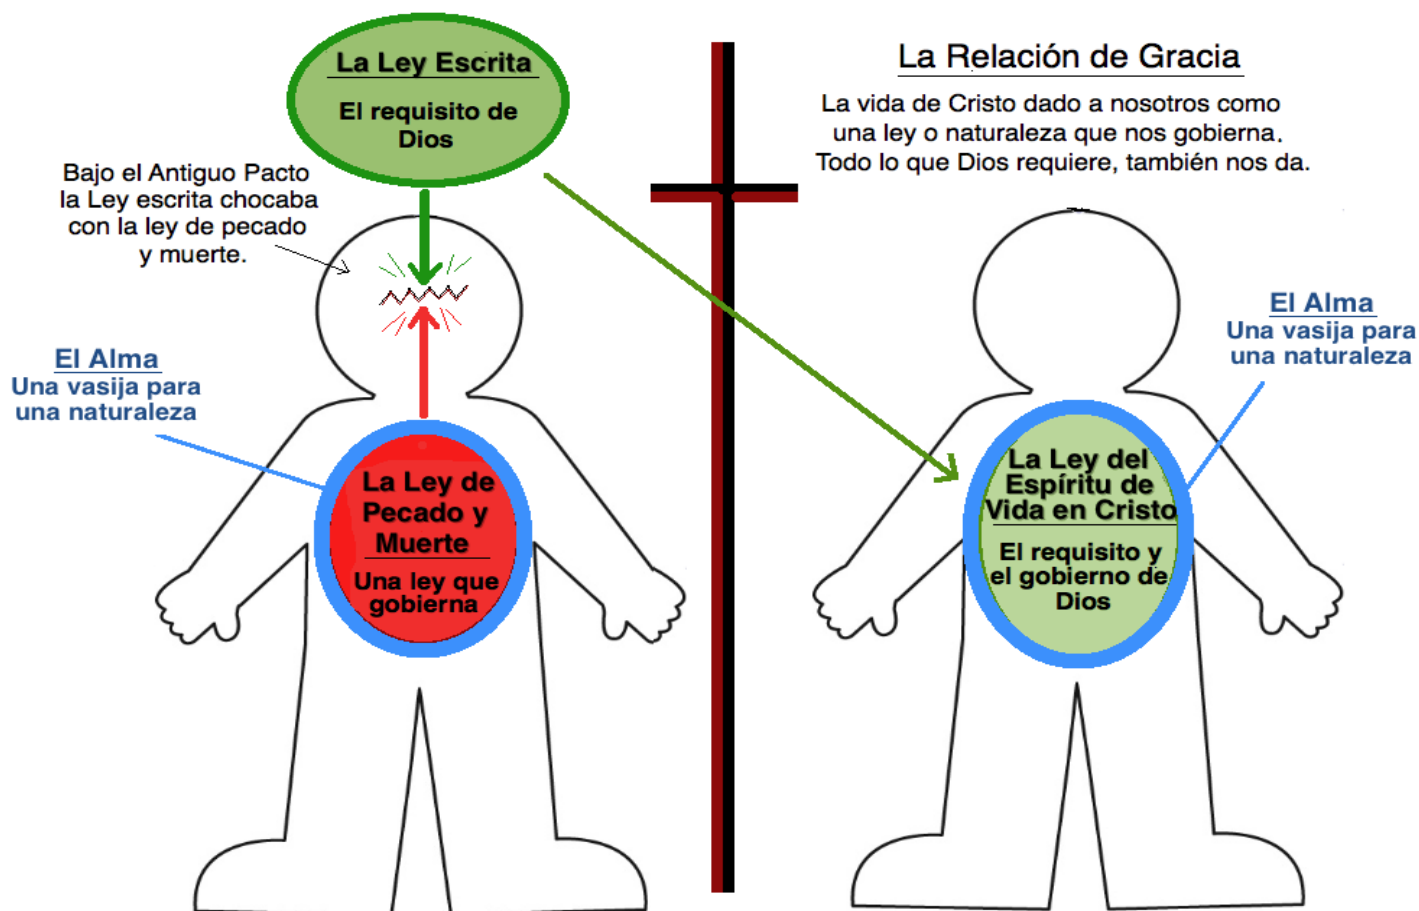 La Ley Escrita
El requisito de
Dios
Bajo el Antiguo Pacto
la Ley escrita chocaba
con la ley de pecado
y muerte.
El Alma
Una vasija para
una naturaleza
La Ley de
Pecado y
Muerte
Una ley que
gobierna
La Relación de Gracia
La vida de Cristo dado a nosotros como
una ley o naturaleza que nos gobierna.
Todo lo que Dios requiere, también nos da.
El Alma
Una vasija para
una naturaleza
La Ley del
Espíritu de
Vida en Cristo
El requisito y
el gobierno de
Dios